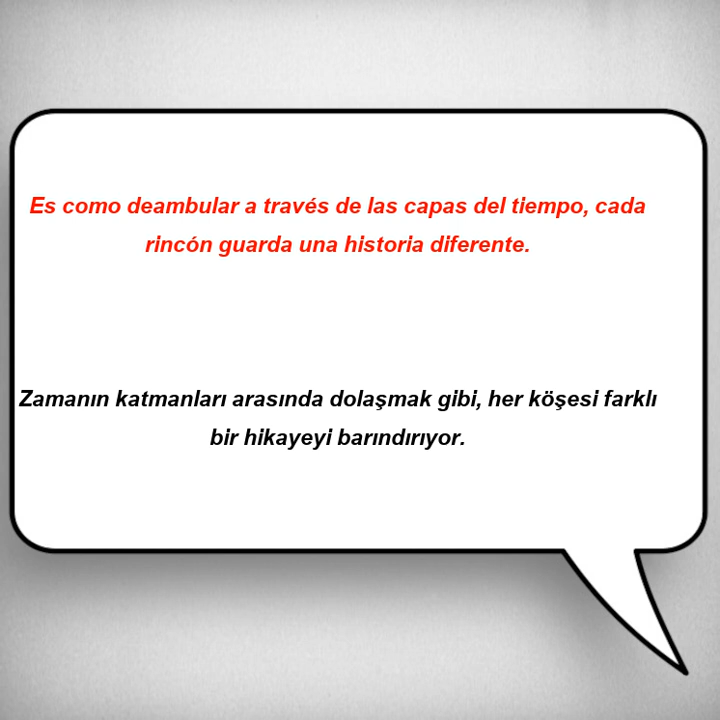 Es como deambular a través de las capas del tiempo, cada
rincón guarda una historia diferente.
Zamanın katmanları arasında dolaşmak gibi, her köşesi farklı
bir hikayeyi barındırıyor.